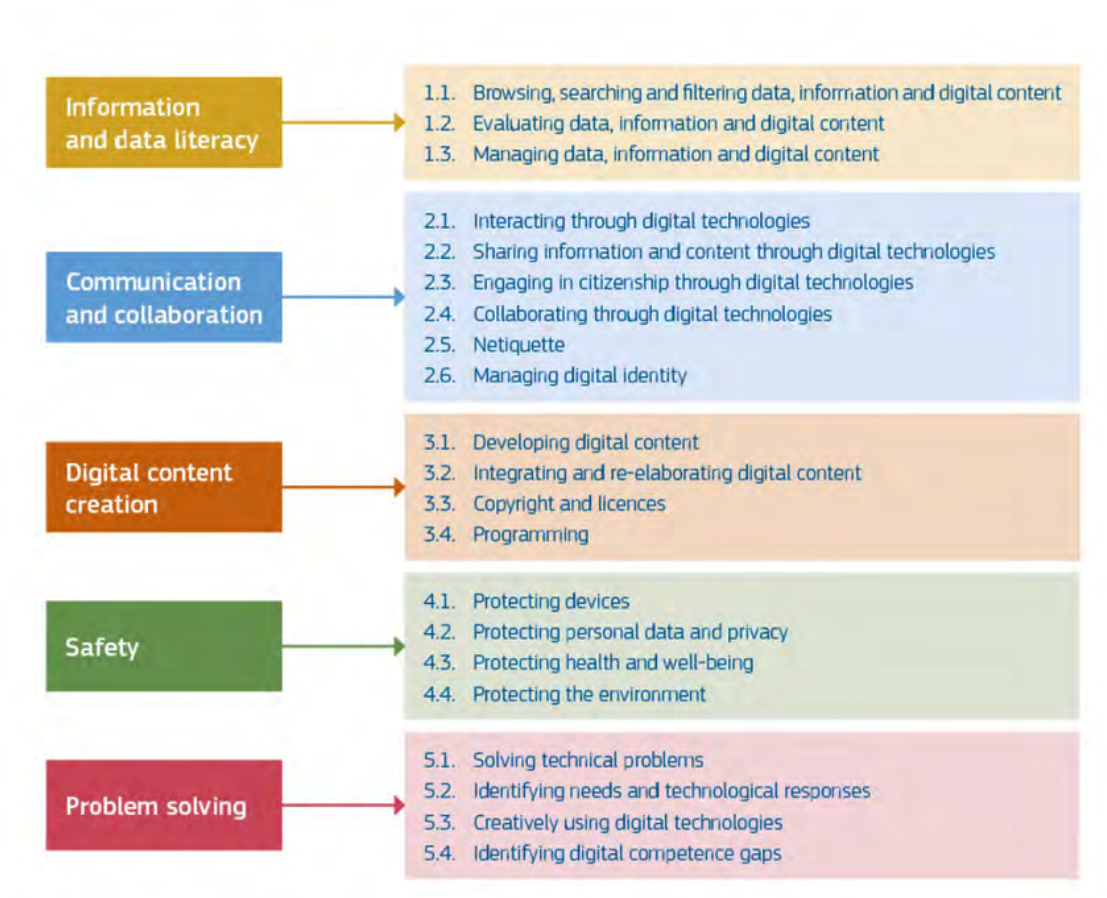 Information
and data literacy
1.1. Browsing, searching and filtering data, information and digital content
1.2. Evaluating data, information and digital content
1.3. Managing data, information and digital content
Communication
and collaboration
2.1. Interacting through digital technologies
2.2. Sharing information and content through digital technologies
2.3. Engaging in citizenship through digital technologies
2.4. Collaborating through digital technologies
2.5. Netiquette
2.6. Managing digital identity
Digital content
creation
3.1. Developing digital content
3.2. Integrating and re-elaborating digital content
3.3. Copyright and licences
3.4. Programming
Safety
4.1. Protecting devices
4.2. Protecting personal data and privacy
4.3. Protecting health and well-being
4.4. Protecting the environment
Problem solving
5.1. Solving technical problems
5.2. Identifying needs and technological responses
5.3. Creatively using digital technologies
5.4. Identifying digital competence gaps